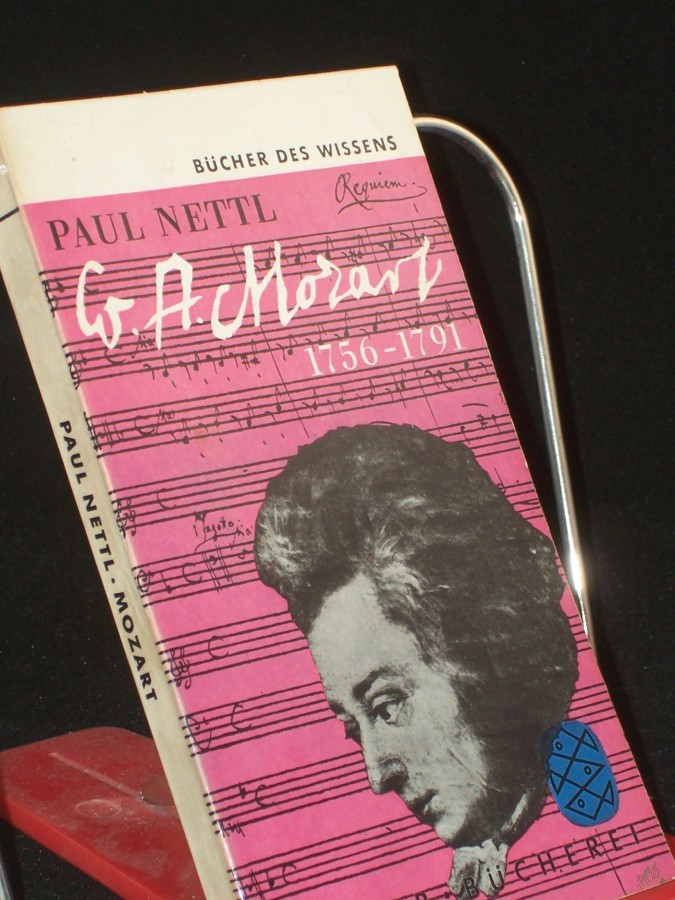 BÜCHER DES WISSENS
Requiem.
PAUL NETTL
W. A. Mozart
1756-1791
PAUL NETTL · MOZART
BÜCHEREI